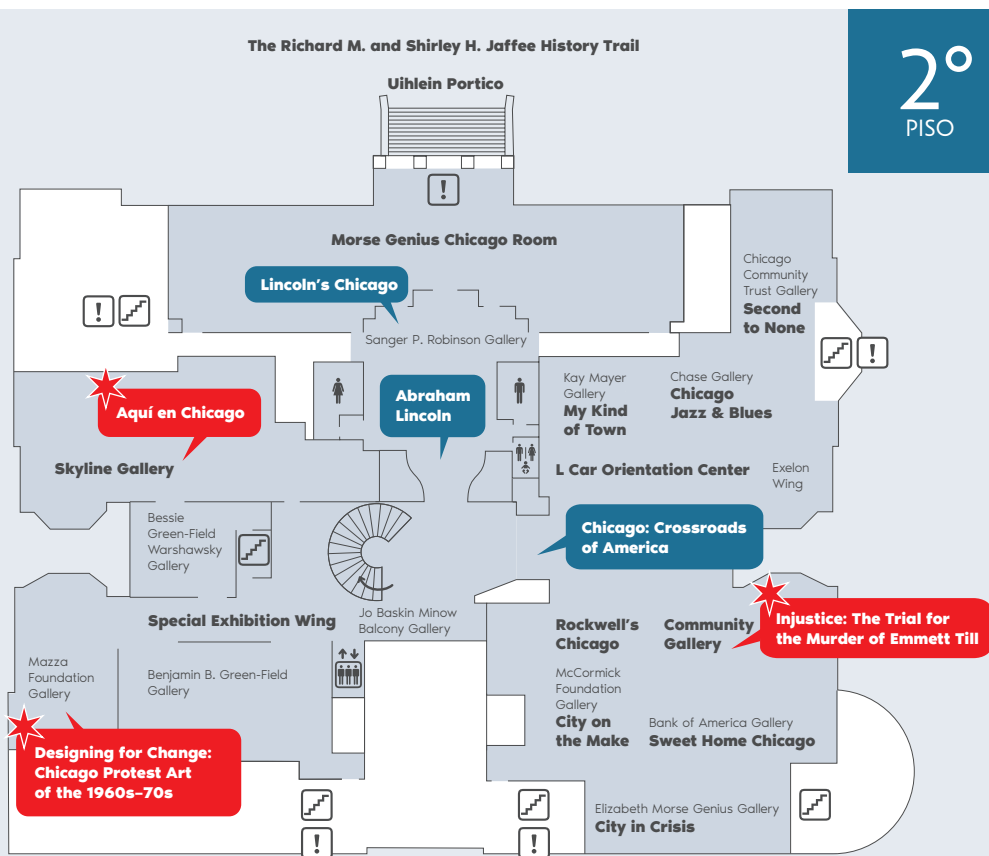 The Richard M. and Shirley H. Jaffee History Trail
2°
PISO
Uihlein Portico
!
Morse Genius Chicago Room
Lincoln's Chicago
Sanger P. Robinson Gallery
Chicago
Community
Trust Gallery
Second
to None
!
!
Aquí en Chicago
Skyline Gallery
Abraham
Lincoln
Kay Mayer
Gallery
My Kind
of Town
Chase Gallery
Chicago
Jazz & Blues
L Car Orientation Center
Exelon
Wing
Bessie
Green-Field
Warshawsky
Gallery
Chicago: Crossroads
of America
Special Exhibition Wing
Jo Baskin Minow
Balcony Gallery
Rockwell's
Chicago
Community
Gallery
Injustice: The Trial for
the Murder of Emmett Till
Mazza
Foundation
Gallery
Benjamin B. Green-Field
Gallery
McCormick
Foundation
Gallery
City on
the Make
Bank of America Gallery
Sweet Home Chicago
Designing for Change:
Chicago Protest Art
of the 1960s–70s
Elizabeth Morse Genius Gallery
City in Crisis
!
!